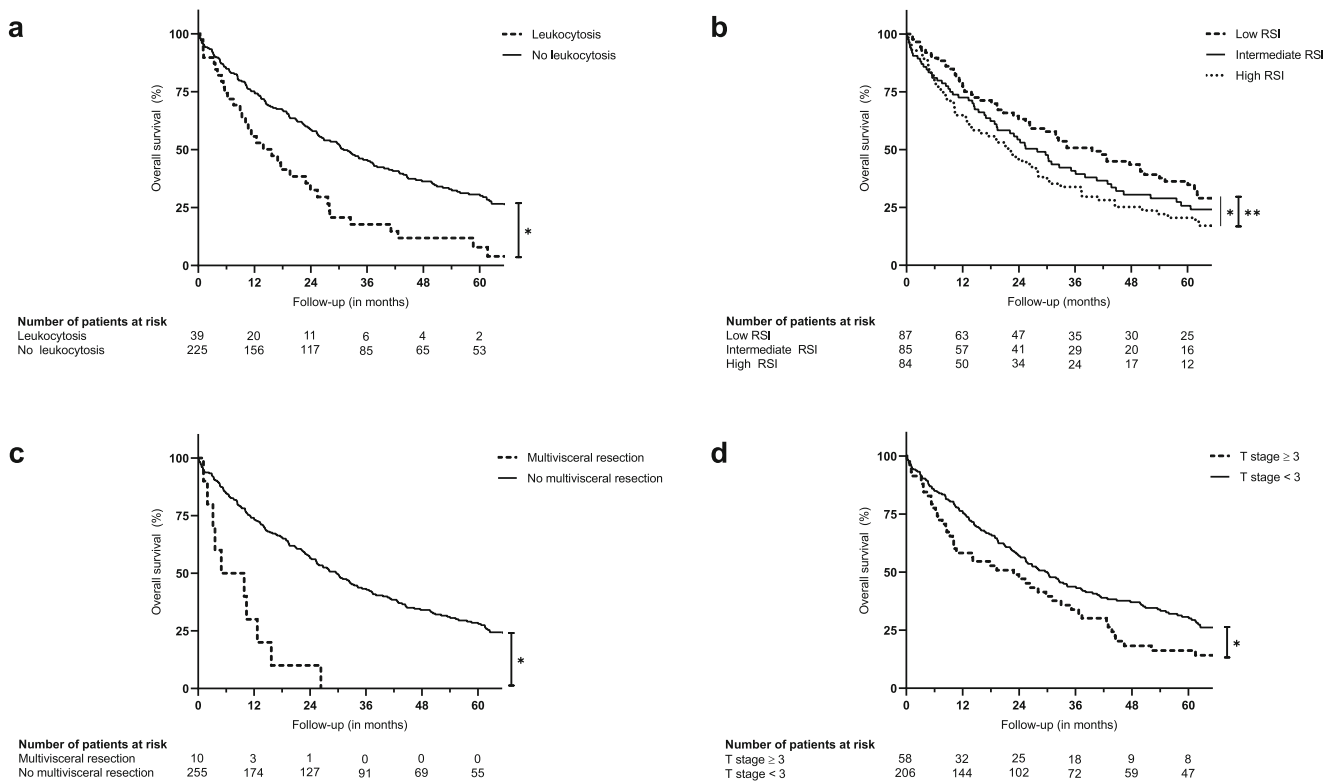 a
Leukocytosis
No leukocytosis
Overall survival (%)
100
75
50
25
0
*
0 12 24 36 48 60
Follow-up (in months)
Number of patients at risk
Leukocytosis 39 20 11 6 4 2
No leukocytosis 225 156 117 85 65 53
b
Low RSI
Intermediate RSI
High RSI
Overall survival (%)
100
75
50
25
0
* **
0 12 24 36 48 60
Follow-up (months)
Number of patients at risk
Low RSI 87 63 47 35 30 25
Intermediate RSI 85 57 41 29 20 16
High RSI 84 50 34 24 17 12
c
Multivisceral resection
No multivisceral resection
Overall survival (%)
100
75
50
25
0
*
0 12 24 36 48 60
Follow-up (in months)
Number of patients at risk
Multivisceral resection 10 3 1 0 0 0
No multivisceral resection 255 174 127 91 69 55
d
T stage ≥ 3
T stage < 3
Overall survival (%)
100
75
50
25
0
*
0 12 24 36 48 60
Follow-up (in months)
Number of patients at risk
T stage ≥ 3 58 32 25 18 9 8
T stage < 3 206 144 102 72 59 47